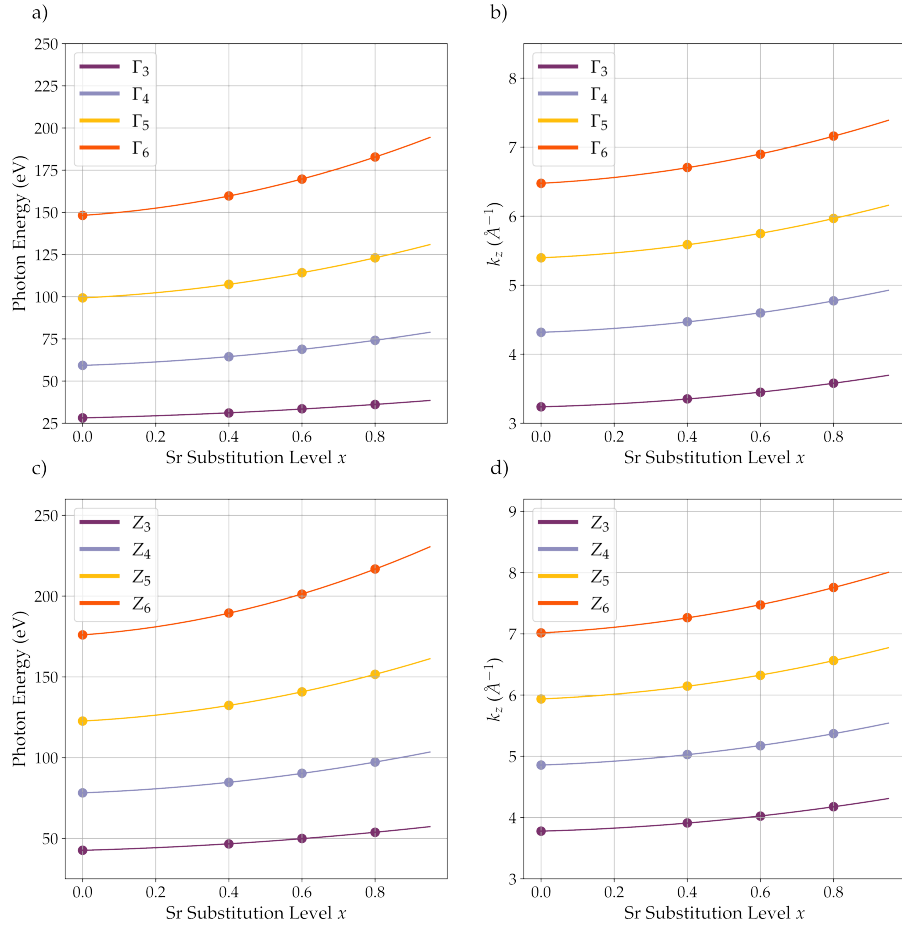 a)
250
225
200
175
150
125
100
75
50
25
Photon Energy (eV)
Γ3
Γ4
Γ5
Γ6
0.0 0.2 0.4 0.6 0.8
Sr Substitution Level x
b)
8
7
6
5
4
3
k_z (Å⁻¹)
Γ3
Γ4
Γ5
Γ6
0.0 0.2 0.4 0.6 0.8
Sr Substitution Level x
c)
250
200
150
100
50
Photon Energy (eV)
Z3
Z4
Z5
Z6
0.0 0.2 0.4 0.6 0.8
Sr Substitution Level x
d)
9
8
7
6
5
4
3
k_z (Å⁻¹)
Z3
Z4
Z5
Z6
0.0 0.2 0.4 0.6 0.8
Sr Substitution Level x